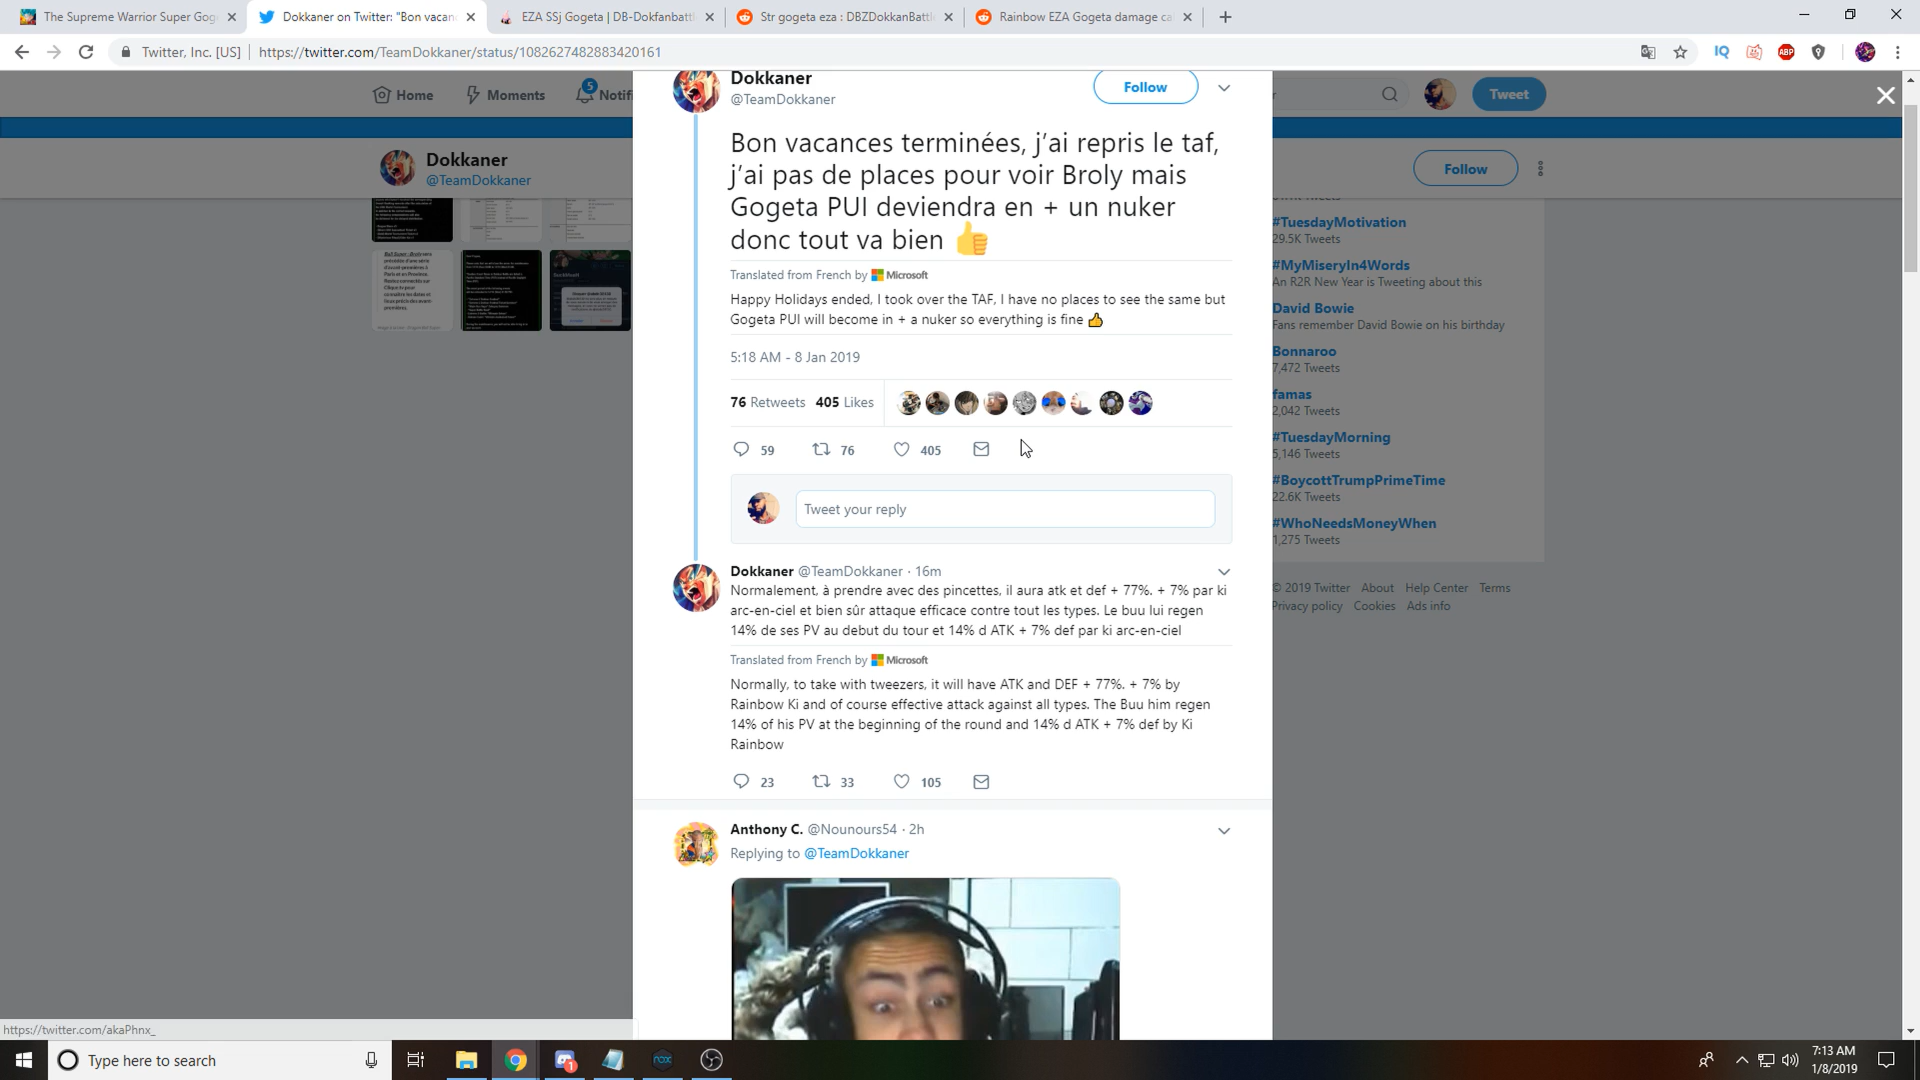 The Supreme Warrior Super Gog
Dokkaner on Twitter: "Bon vacan
EZA SSj Gogeta | DB-Dokfanbattl
Str gogeta eza : DBZDokkanBattl
Rainbow EZA Gogeta damage ca
Twitter, Inc. [US]
https://twitter.com/TeamDokkaner/status/1082627482883420161
IQ
ABP
Home
5
Moments
Notifi
Tweet
Dokkaner
@TeamDokkaner
Follow
Dokkaner
@TeamDokkaner
Follow
Bon vacances terminées, j'ai repris le taf,
j'ai pas de places pour voir Broly mais
Gogeta PUI deviendra en + un nuker
donc tout va bien 👍
Translated from French by Microsoft
Happy Holidays ended, I took over the TAF, I have no places to see the same but
Gogeta PUI will become in + a nuker so everything is fine 👍
5:18 AM - 8 Jan 2019
76 Retweets 405 Likes
59 76 405
Tweet your reply
Dokkaner @TeamDokkaner · 16m
Normalement, à prendre avec des pincettes, il aura atk et def + 77%. + 7% par ki
arc-en-ciel et bien sûr attaque efficace contre tout les types. Le buu lui regen
14% de ses PV au debut du tour et 14% d ATK + 7% def par ki arc-en-ciel
Translated from French by Microsoft
Normally, to take with tweezers, it will have ATK and DEF + 77%. + 7% by
Rainbow Ki and of course effective attack against all types. The Buu him regen
14% of his PV at the beginning of the round and 14% d ATK + 7% def by Ki
Rainbow
23 33 105
Anthony C. @Nounours54 · 2h
Replying to @TeamDokkaner
#TuesdayMotivation
29.5K Tweets
#MyMiseryIn4Words
An R2R New Year is Tweeting about this
David Bowie
Fans remember David Bowie on his birthday
Bonnaroo
7,472 Tweets
famas
2,042 Tweets
#TuesdayMorning
5,146 Tweets
#BoycottTrumpPrimeTime
22.6K Tweets
#WhoNeedsMoneyWhen
1,275 Tweets
© 2019 Twitter About Help Center Terms
Privacy policy Cookies Ads info
https://twitter.com/akaPhnx_
Type here to search
nox
1
7:13 AM
1/8/2019